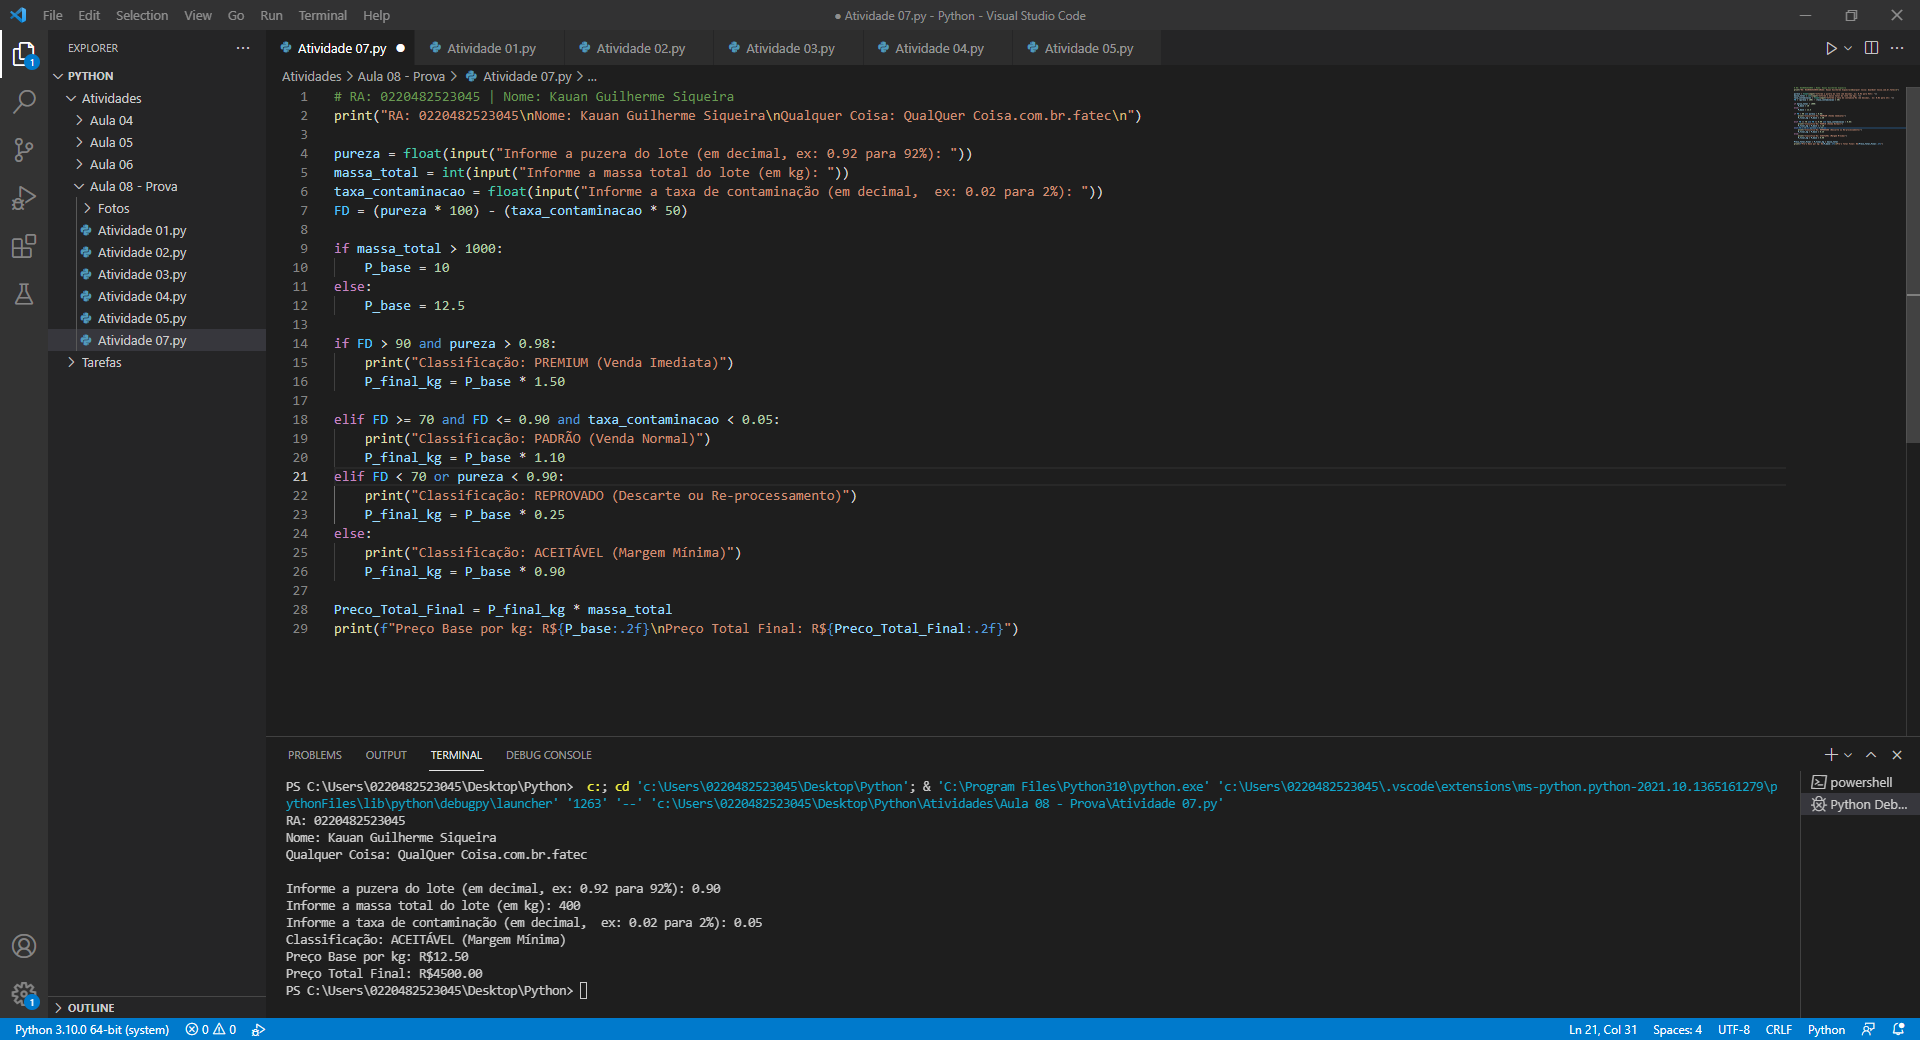 File Edit Selection View Go Run Terminal Help
● Atividade 07.py - Python - Visual Studio Code
EXPLORER
PYTHON
Atividades
Aula 04
Aula 05
Aula 06
Aula 08 - Prova
Fotos
Atividade 01.py
Atividade 02.py
Atividade 03.py
Atividade 04.py
Atividade 05.py
Atividade 07.py
Tarefas
OUTLINE
Atividade 07.py Atividade 01.py Atividade 02.py Atividade 03.py Atividade 04.py Atividade 05.py
Atividades > Aula 08 - Prova > Atividade 07.py > ...
1 # RA: 0220482523045 | Nome: Kauan Guilherme Siqueira
2 print("RA: 0220482523045\nNome: Kauan Guilherme Siqueira\nQualquer Coisa: QualQuer Coisa.com.br.fatec\n")
3
4 pureza = float(input("Informe a puzera do lote (em decimal, ex: 0.92 para 92%): "))
5 massa_total = int(input("Informe a massa total do lote (em kg): "))
6 taxa_contaminacao = float(input("Informe a taxa de contaminação (em decimal,  ex: 0.02 para 2%): "))
7 FD = (pureza * 100) - (taxa_contaminacao * 50)
8
9 if massa_total > 1000:
10     P_base = 10
11 else:
12     P_base = 12.5
13
14 if FD > 90 and pureza > 0.98:
15     print("Classificação: PREMIUM (Venda Imediata)")
16     P_final_kg = P_base * 1.50
17
18 elif FD >= 70 and FD <= 0.90 and taxa_contaminacao < 0.05:
19     print("Classificação: PADRÃO (Venda Normal)")
20     P_final_kg = P_base * 1.10
21 elif FD < 70 or pureza < 0.90:
22     print("Classificação: REPROVADO (Descarte ou Re-processamento)")
23     P_final_kg = P_base * 0.25
24 else:
25     print("Classificação: ACEITÁVEL (Margem Mínima)")
26     P_final_kg = P_base * 0.90
27
28 Preco_Total_Final = P_final_kg * massa_total
29 print(f"Preço Base por kg: R${P_base:.2f}\nPreço Total Final: R${Preco_Total_Final:.2f}")
PROBLEMS OUTPUT TERMINAL DEBUG CONSOLE
PS C:\Users\0220482523045\Desktop\Python>  c:; cd 'c:\Users\0220482523045\Desktop\Python'; & 'C:\Program Files\Python310\python.exe' 'c:\Users\0220482523045\.vscode\extensions\ms-python.python-2021.10.1365161279\p
ythonFiles\lib\python\debugpy\launcher' '1263' '--' 'c:\Users\0220482523045\Desktop\Python\Atividades\Aula 08 - Prova\Atividade 07.py'
RA: 0220482523045
Nome: Kauan Guilherme Siqueira
Qualquer Coisa: QualQuer Coisa.com.br.fatec
Informe a puzera do lote (em decimal, ex: 0.92 para 92%): 0.90
Informe a massa total do lote (em kg): 400
Informe a taxa de contaminação (em decimal,  ex: 0.02 para 2%): 0.05
Classificação: ACEITÁVEL (Margem Mínima)
Preço Base por kg: R$12.50
Preço Total Final: R$4500.00
PS C:\Users\0220482523045\Desktop\Python>
powershell
Python Deb...
Python 3.10.0 64-bit (system) 0 0 Ln 21, Col 31 Spaces: 4 UTF-8 CRLF Python